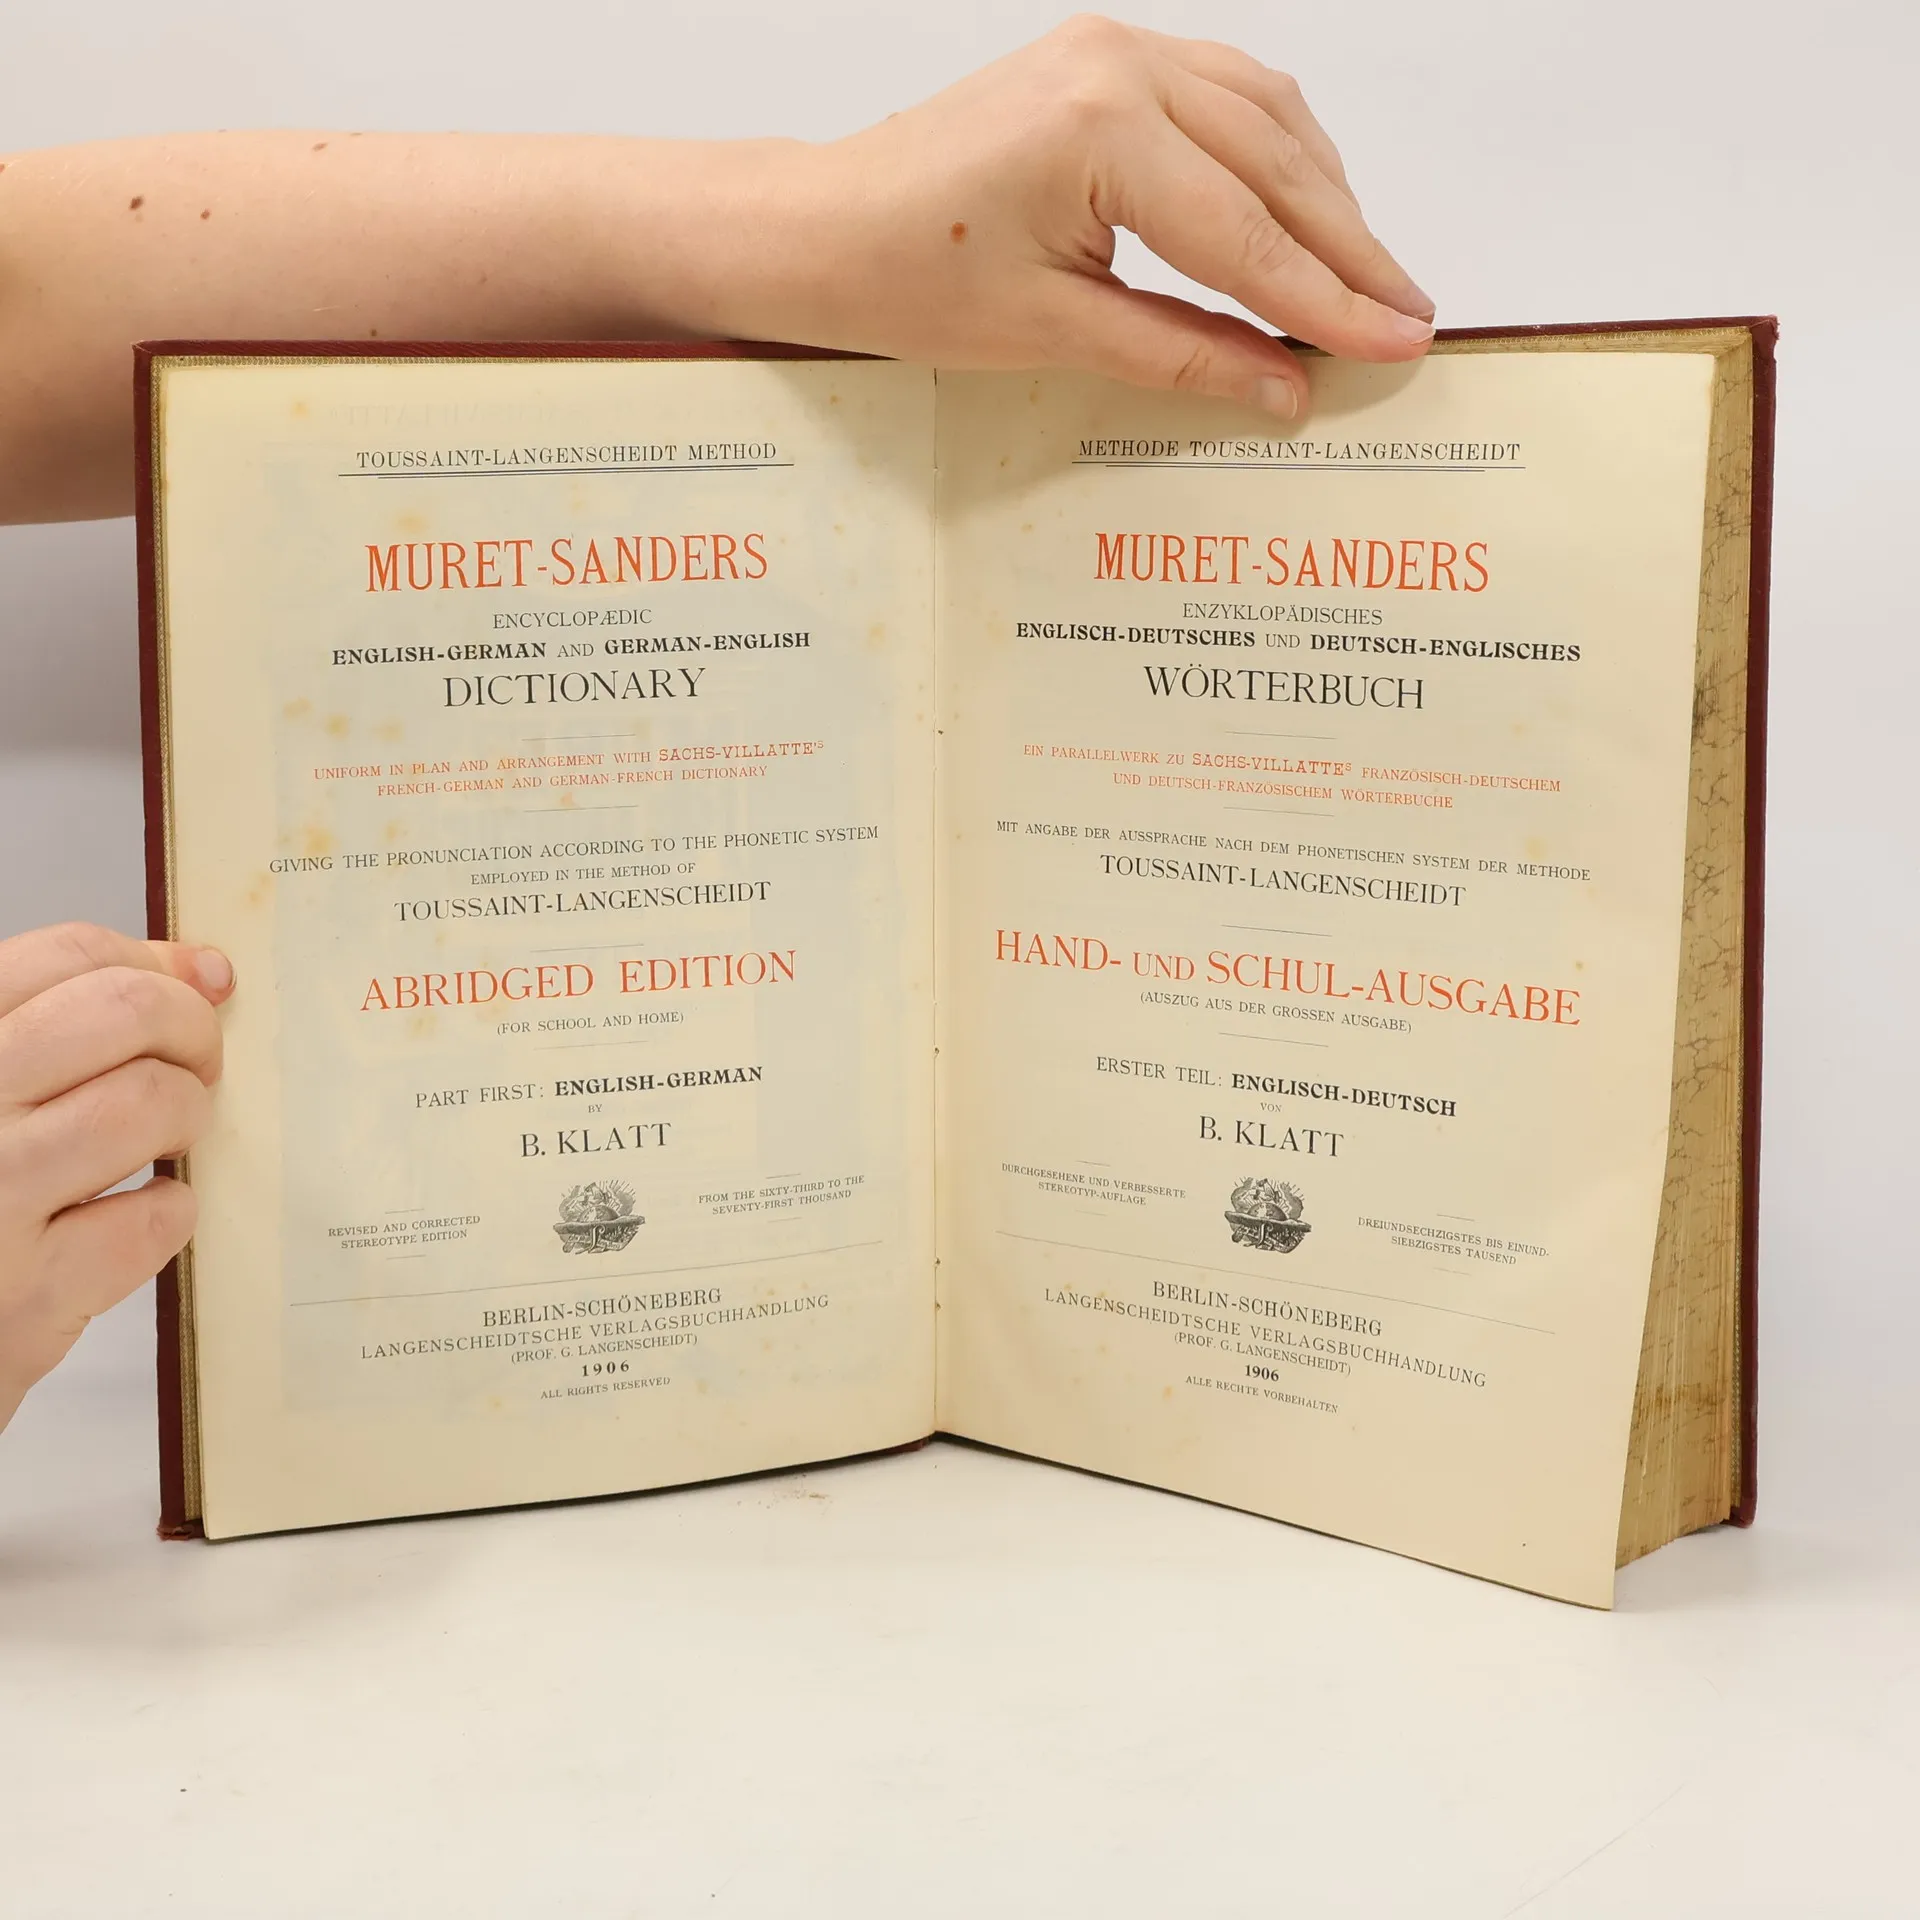 TOUSSAINT-LANGENSCHEIDT METHOD
MURET-SANDERS
ENCYCLOPÆDIC
ENGLISH-GERMAN AND GERMAN-ENGLISH
DICTIONARY
UNIFORM IN PLAN AND ARRANGEMENT WITH SACHS-VILLATTE'S
FRENCH-GERMAN AND GERMAN-FRENCH DICTIONARY
GIVING THE PRONUNCIATION ACCORDING TO THE PHONETIC SYSTEM
EMPLOYED IN THE METHOD OF
TOUSSAINT-LANGENSCHEIDT
ABRIDGED EDITION
(FOR SCHOOL AND HOME)
PART FIRST: ENGLISH-GERMAN
BY
B. KLATT
REVISED AND CORRECTED
STEREOTYPE EDITION
FROM THE SIXTY-THIRD TO THE
SEVENTY-FIRST THOUSAND
BERLIN-SCHÖNEBERG
LANGENSCHEIDTSCHE VERLAGSBUCHHANDLUNG
(PROF. G. LANGENSCHEIDT)
1906
ALL RIGHTS RESERVED
METHODE TOUSSAINT-LANGENSCHEIDT
MURET-SANDERS
ENZYKLOPÄDISCHES
ENGLISCH-DEUTSCHES UND DEUTSCH-ENGLISCHES
WÖRTERBUCH
EIN PARALLELWERK ZU SACHS-VILLATTES FRANZÖSISCH-DEUTSCHEM
UND DEUTSCH-FRANZÖSISCHEM WÖRTERBUCHE
MIT ANGABE DER AUSSPRACHE NACH DEM PHONETISCHEN SYSTEM DER METHODE
TOUSSAINT-LANGENSCHEIDT
HAND- UND SCHUL-AUSGABE
(AUSZUG AUS DER GROSSEN AUSGABE)
ERSTER TEIL: ENGLISCH-DEUTSCH
VON
B. KLATT
DURCHGESEHENE UND VERBESSERTE
STEREOTYP-AUFLAGE
DREIUNDSECHZIGSTES BIS EINUND-
SIEBZIGSTES TAUSEND
BERLIN-SCHÖNEBERG
LANGENSCHEIDTSCHE VERLAGSBUCHHANDLUNG
(PROF. G. LANGENSCHEIDT)
1906
ALLE RECHTE VORBEHALTEN